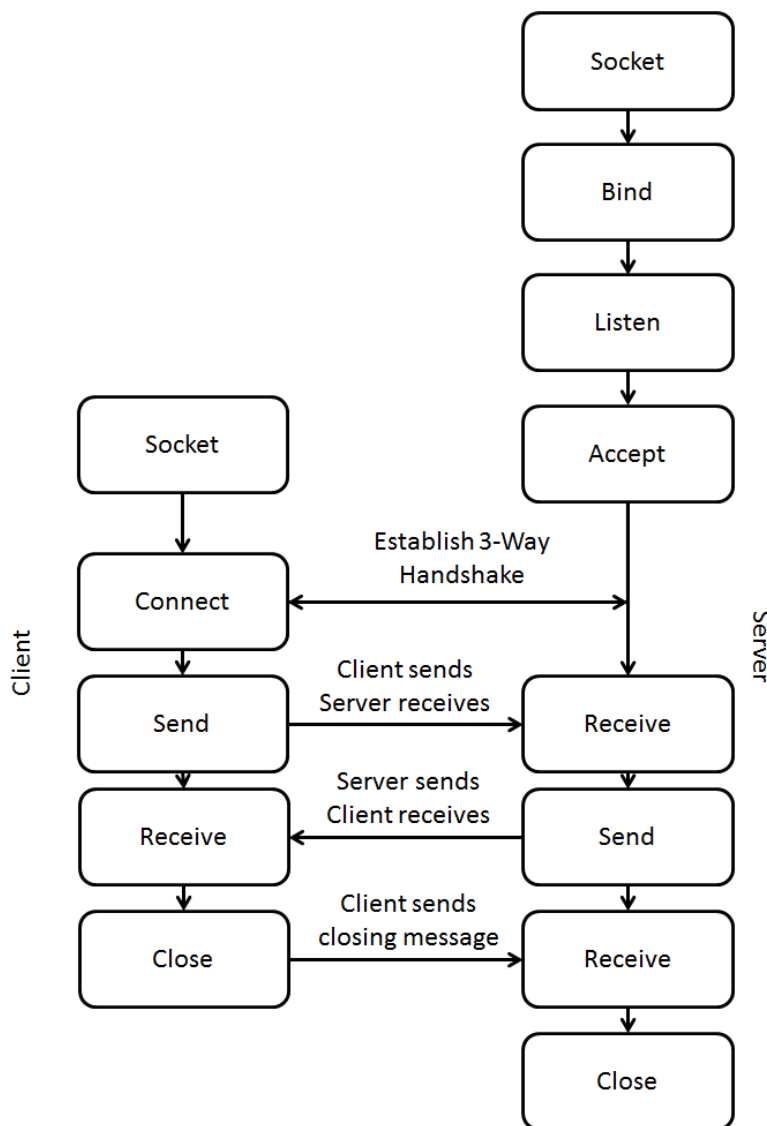 Socket
Bind
Listen
Accept
Socket
Establish 3-Way
Handshake
Connect
Client
Server
Client sends
Server receives
Send
Receive
Server sends
Client receives
Receive
Send
Client sends
closing message
Close
Receive
Close